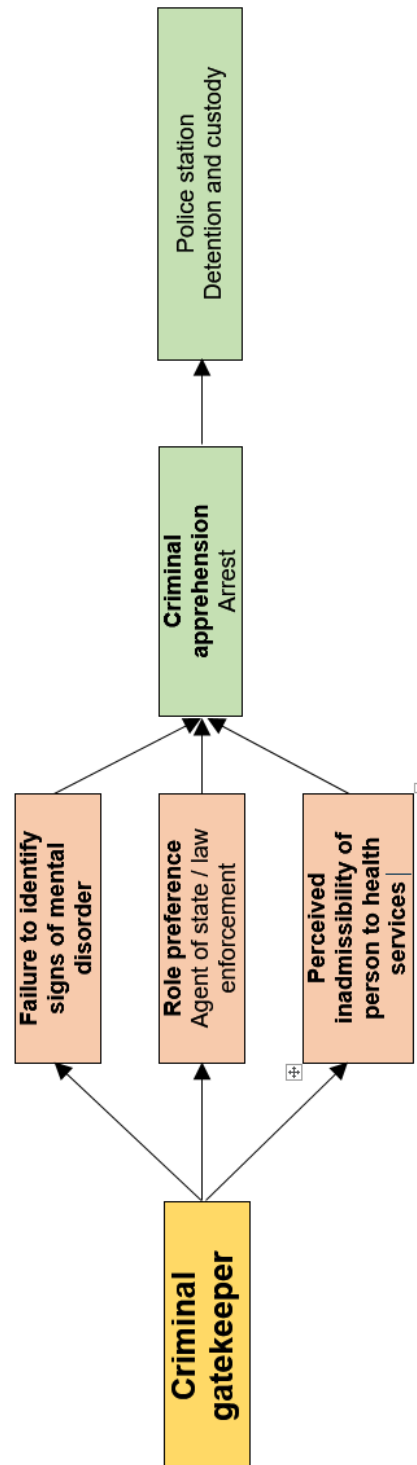 Criminal
gatekeeper
Failure to identify
signs of mental
disorder
Role preference
Agent of state / law
enforcement
Perceived
inadmissibility of
person to health
services
Criminal
apprehension
Arrest
Police station
Detention and custody